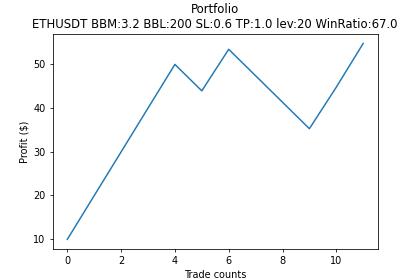 Portfolio
ETHUSDT BBM:3.2 BBL:200 SL:0.6 TP:1.0 lev:20 WinRatio:67.0
50
40
30
20
10
Profit ($)
0 2 4 6 8 10
Trade counts